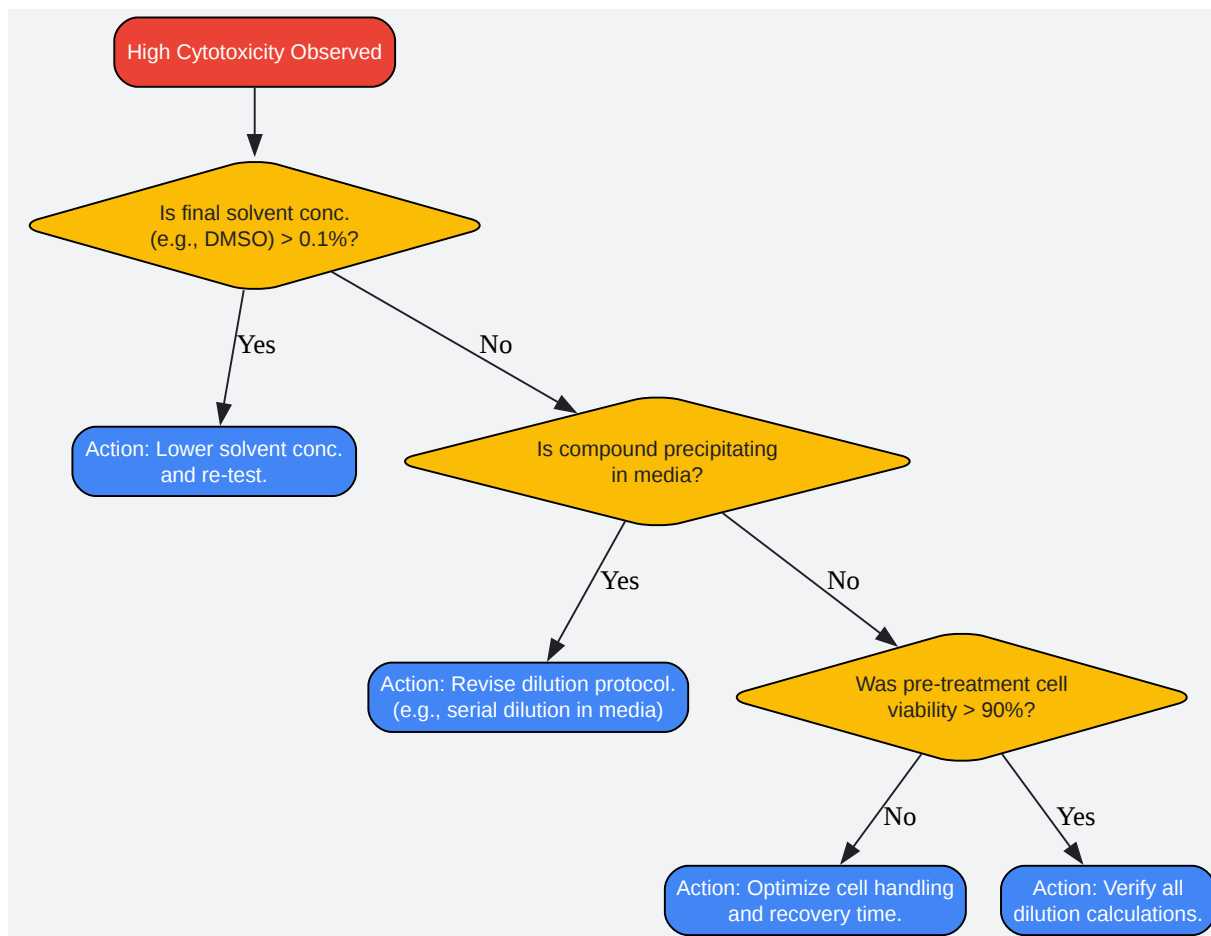 High Cytotoxicity Observed
Is final solvent conc.
(e.g., DMSO) > 0.1%?
Yes
No
Action: Lower solvent conc.
and re-test.
Is compound precipitating
in media?
Yes
No
Action: Revise dilution protocol.
(e.g., serial dilution in media)
Was pre-treatment cell
viability > 90%?
No
Yes
Action: Optimize cell handling
and recovery time.
Action: Verify all
dilution calculations.